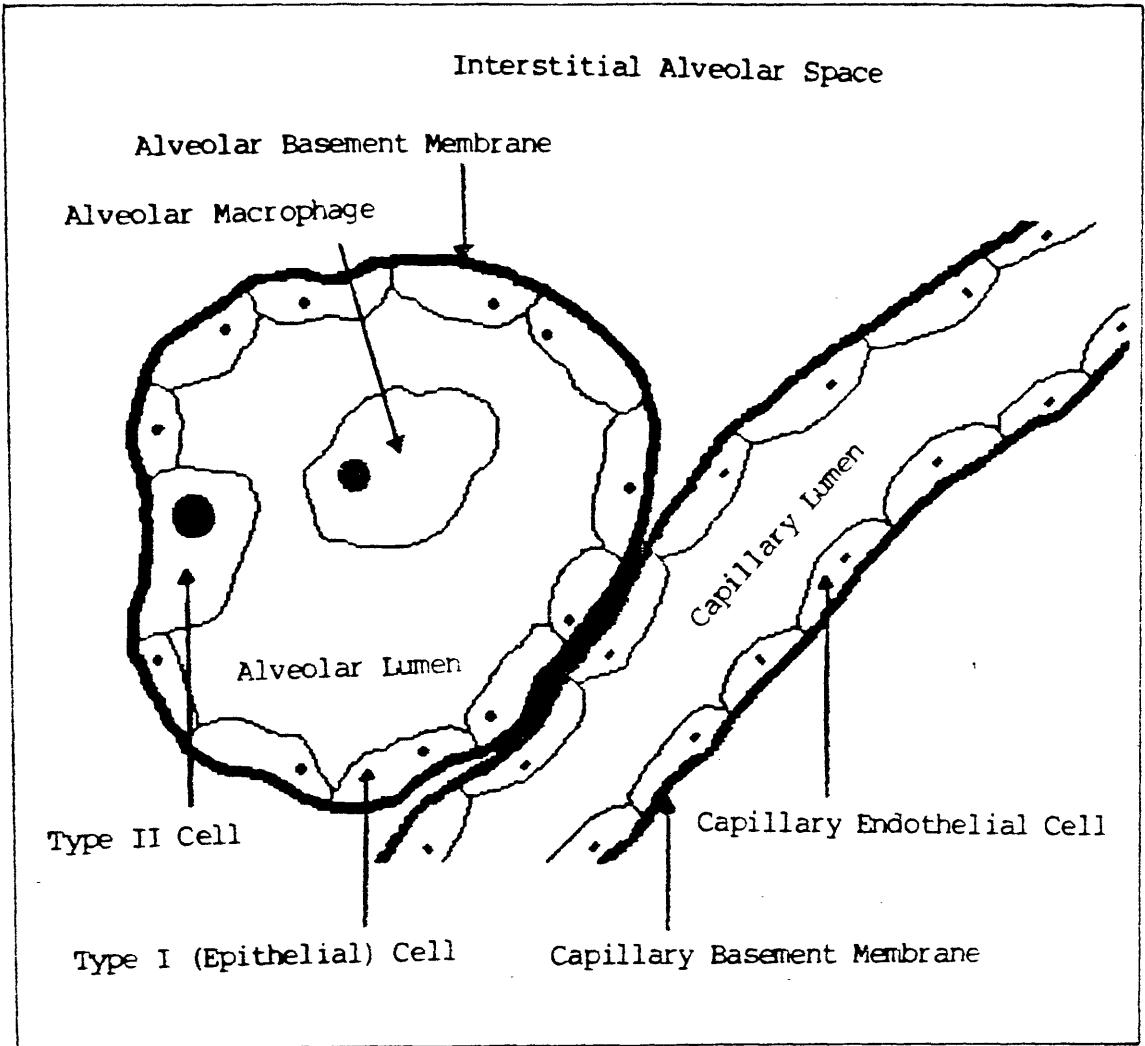 Interstitial Alveolar Space
Alveolar Basement Membrane
Alveolar Macrophage
Capillary Lumen
Alveolar Lumen
Type II Cell
Capillary Endothelial Cell
Type I (Epithelial) Cell
Capillary Basement Membrane